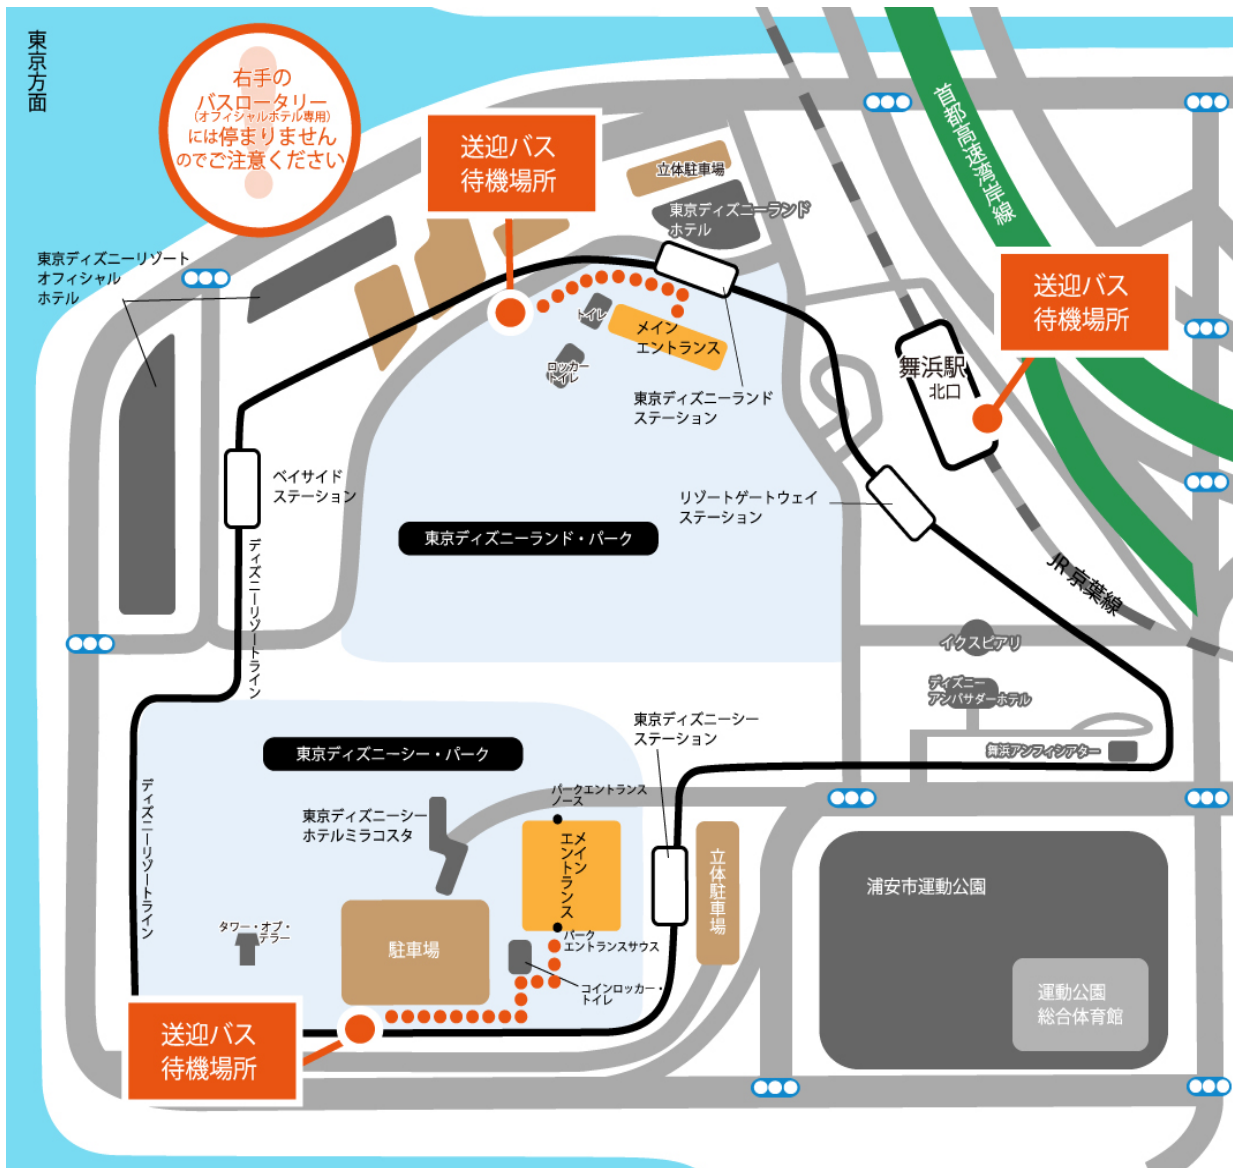 東京方面
右手の
バスロータリー
(オフィシャルホテル専用)
には停まりません
のでご注意ください
送迎バス
待機場所
立体駐車場
東京ディズニーランド
ホテル
首都高速湾岸線
東京ディズニーリゾート
オフィシャル
ホテル
送迎バス
待機場所
トイレ
メイン
エントランス
舞浜駅
北口
ロッカー
トイレ
東京ディズニーランド
ステーション
ベイサイド
ステーション
リゾートゲートウェイ
ステーション
東京ディズニーランド・パーク
ディズニーリゾートライン
JR 京葉線
イクスピアリ
ディズニー
アンバサダーホテル
東京ディズニーシー
ステーション
舞浜アンフィシアター
東京ディズニーシー・パーク
ディズニーリゾートライン
パークエントランス
ノース
東京ディズニーシー
ホテルミラコスタ
メイン
エントランス
立体駐車場
浦安市運動公園
タワー・オブ・
テラー
駐車場
パーク
エントランスサウス
コインロッカー・
トイレ
運動公園
総合体育館
送迎バス
待機場所